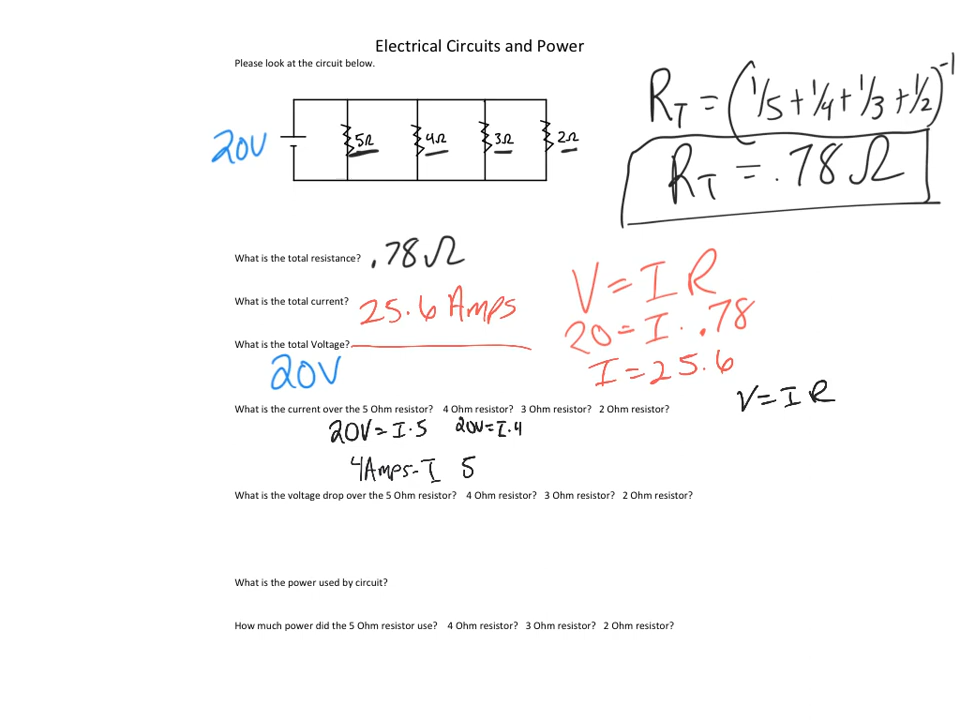 Electrical Circuits and Power
Please look at the circuit below.
R_T = (1/5 + 1/4 + 1/3 + 1/2)^-1
20V
5Ω 4Ω 3Ω 2Ω
R_T = .78Ω
What is the total resistance? .78Ω
What is the total current? 25.6 Amps
V = I R
20 = I · .78
I = 25.6
What is the total Voltage?
20V
V = I R
What is the current over the 5 Ohm resistor? 4 Ohm resistor? 3 Ohm resistor? 2 Ohm resistor?
20V = I · 5 20V = I · 4
4 Amps = I 5
What is the voltage drop over the 5 Ohm resistor? 4 Ohm resistor? 3 Ohm resistor? 2 Ohm resistor?
What is the power used by circuit?
How much power did the 5 Ohm resistor use? 4 Ohm resistor? 3 Ohm resistor? 2 Ohm resistor?